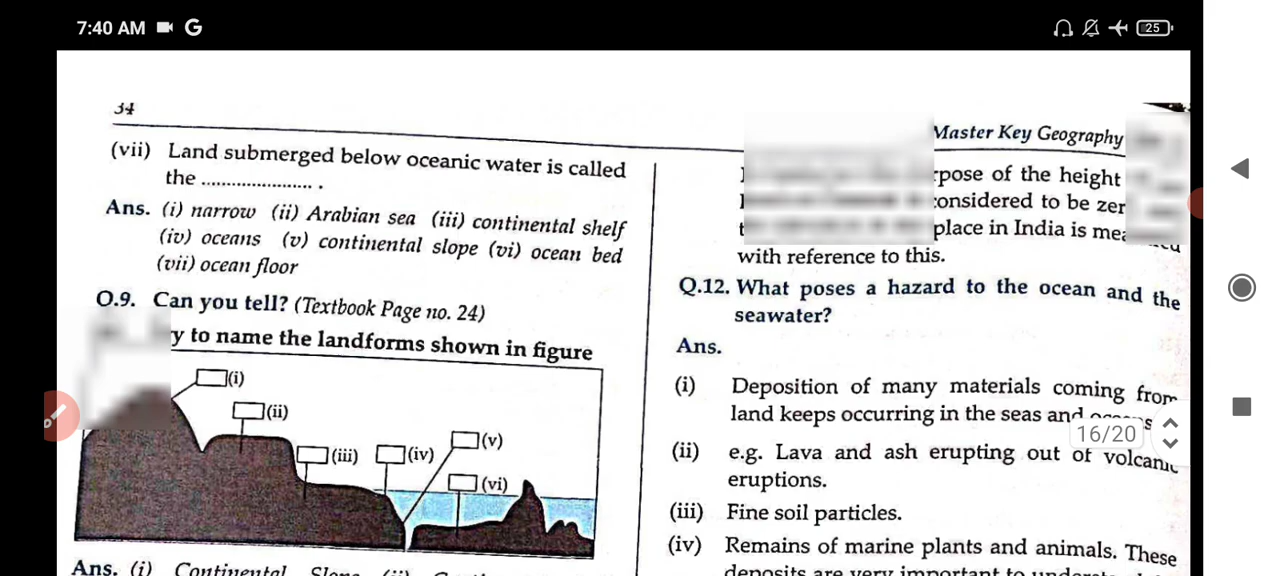 7:40 AM G
25
34
Master Key Geography
(vii) Land submerged below oceanic water is called
the ...................... .
Ans. (i) narrow (ii) Arabian sea (iii) continental shelf
(iv) oceans (v) continental slope (vi) ocean bed
(vii) ocean floor
Q.9. Can you tell? (Textbook Page no. 24)
to name the landforms shown in figure
(i)
(ii)
(iii)
(iv)
(v)
(vi)
Ans. (i) Continental Slope (ii)
of the height
considered to be
place in India is
with reference to this.
Q.12. What poses a hazard to the ocean and the
seawater?
Ans.
(i) Deposition of many materials coming from
land keeps occurring in the seas and
16/20
(ii) e.g. Lava and ash erupting out of volcanic
eruptions.
(iii) Fine soil particles.
(iv) Remains of marine plants and animals. These
deposits are very important to